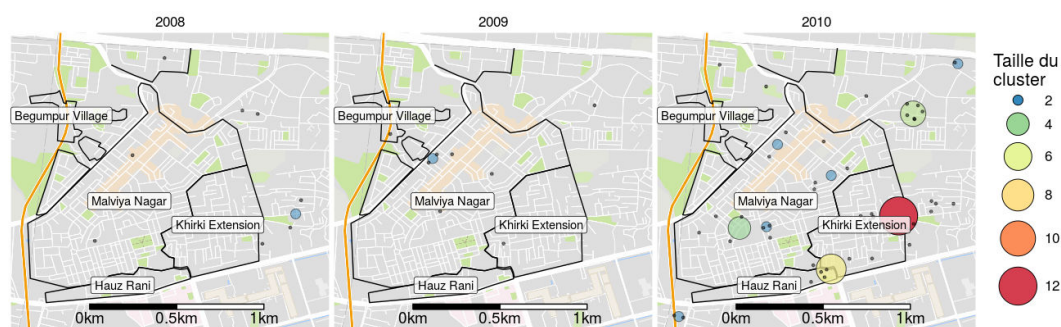 2008
2009
2010
Begumpur Village
Malviya Nagar
Khirki Extension
Hauz Rani
0km 0.5km 1km
Begumpur Village
Malviya Nagar
Khirki Extension
Hauz Rani
0km 0.5km 1km
Begumpur Village
Malviya Nagar
Khirki Extension
Hauz Rani
0km 0.5km 1km
Taille du
cluster
2
4
6
8
10
12